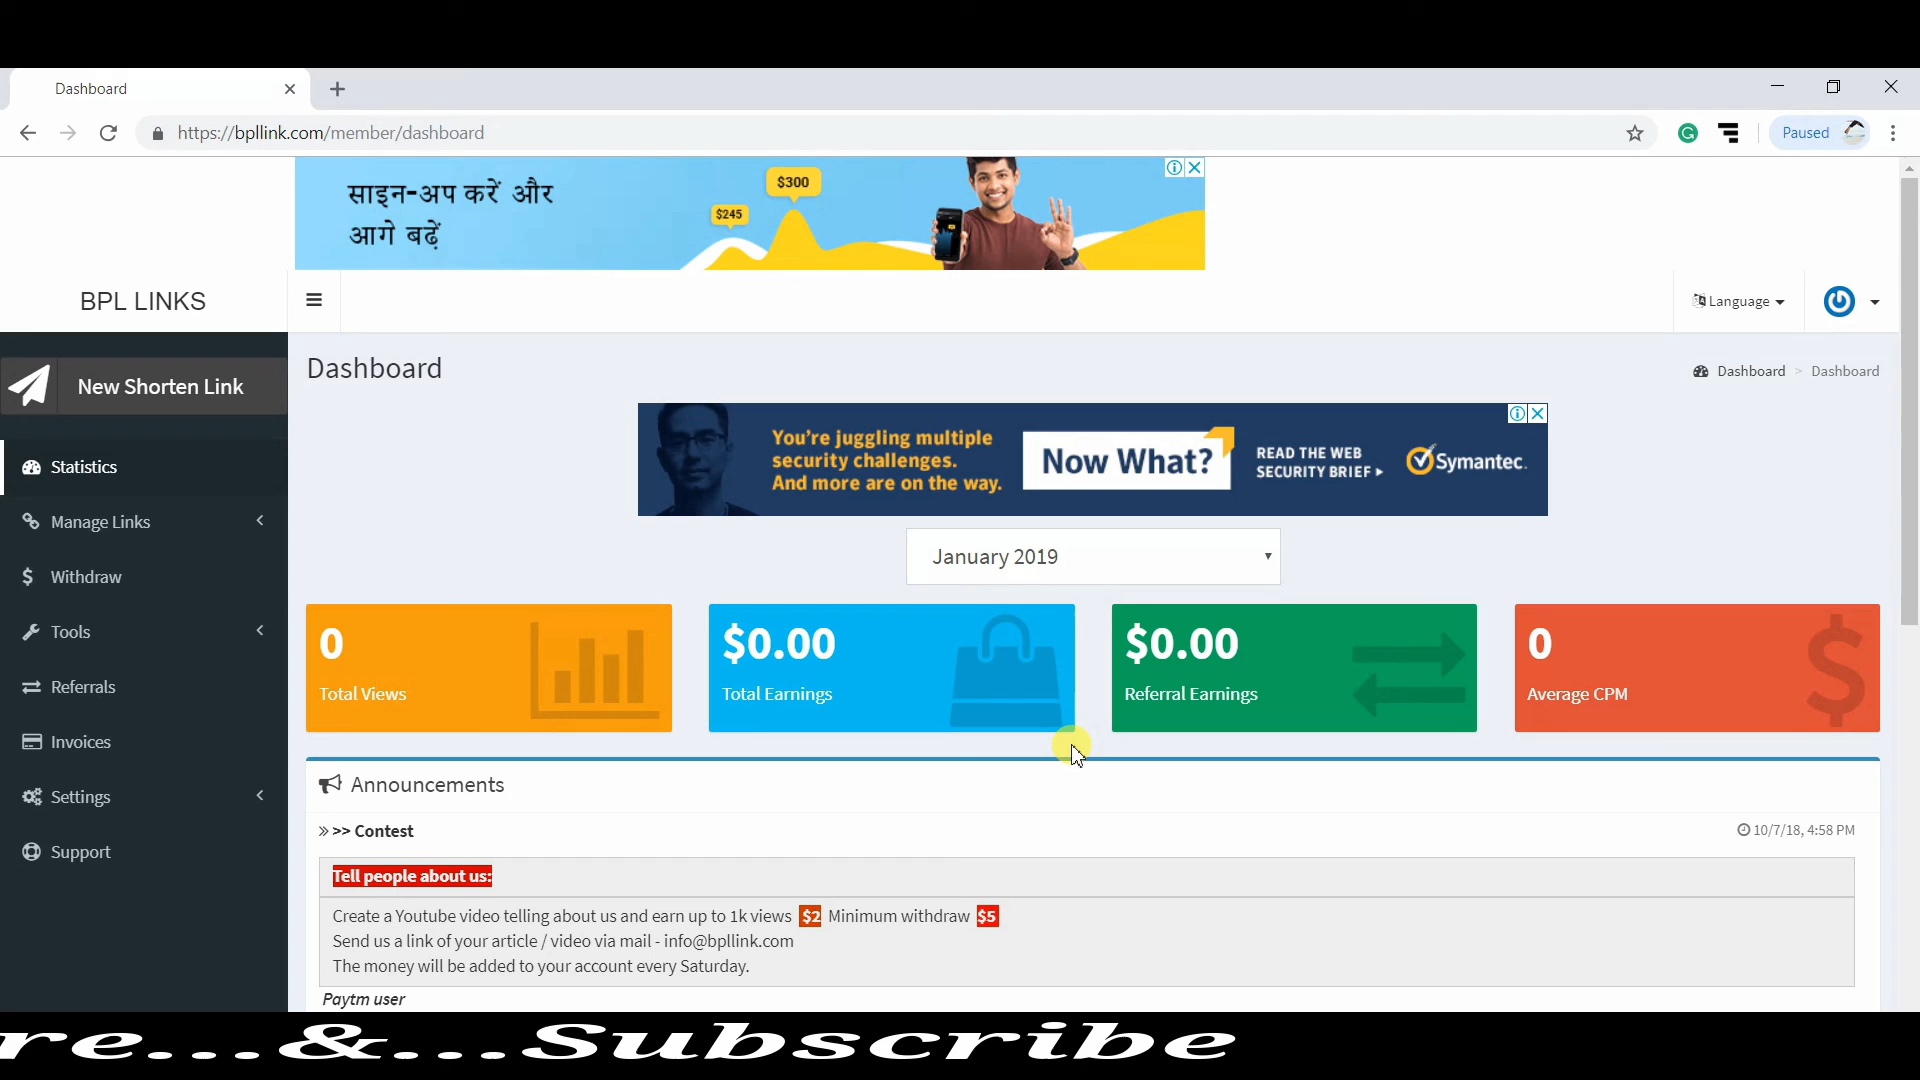 Dashboard
https://bpllink.com/member/dashboard
Paused
साइन-अप करें और
आगे बढ़ें
$245
$300
BPL LINKS
Language
New Shorten Link
Statistics
Manage Links
Withdraw
Tools
Referrals
Invoices
Settings
Support
Dashboard
Dashboard > Dashboard
You're juggling multiple
security challenges.
And more are on the way.
Now What?
READ THE WEB
SECURITY BRIEF
Symantec.
January 2019
0
Total Views
$0.00
Total Earnings
$0.00
Referral Earnings
0
Average CPM
Announcements
» >> Contest
10/7/18, 4:58 PM
Tell people about us:
Create a Youtube video telling about us and earn up to 1k views $2 Minimum withdraw $5
Send us a link of your article / video via mail - info@bpllink.com
The money will be added to your account every Saturday.
Paytm user
re...&...Subscribe